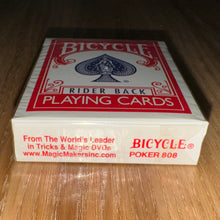 BICYCLE®
RIDER BACK
PLAYING CARDS
From The World's Leader
in Tricks & Magic DVDs
www.MagicMakersinc.com
BICYCLE®
POKER 808